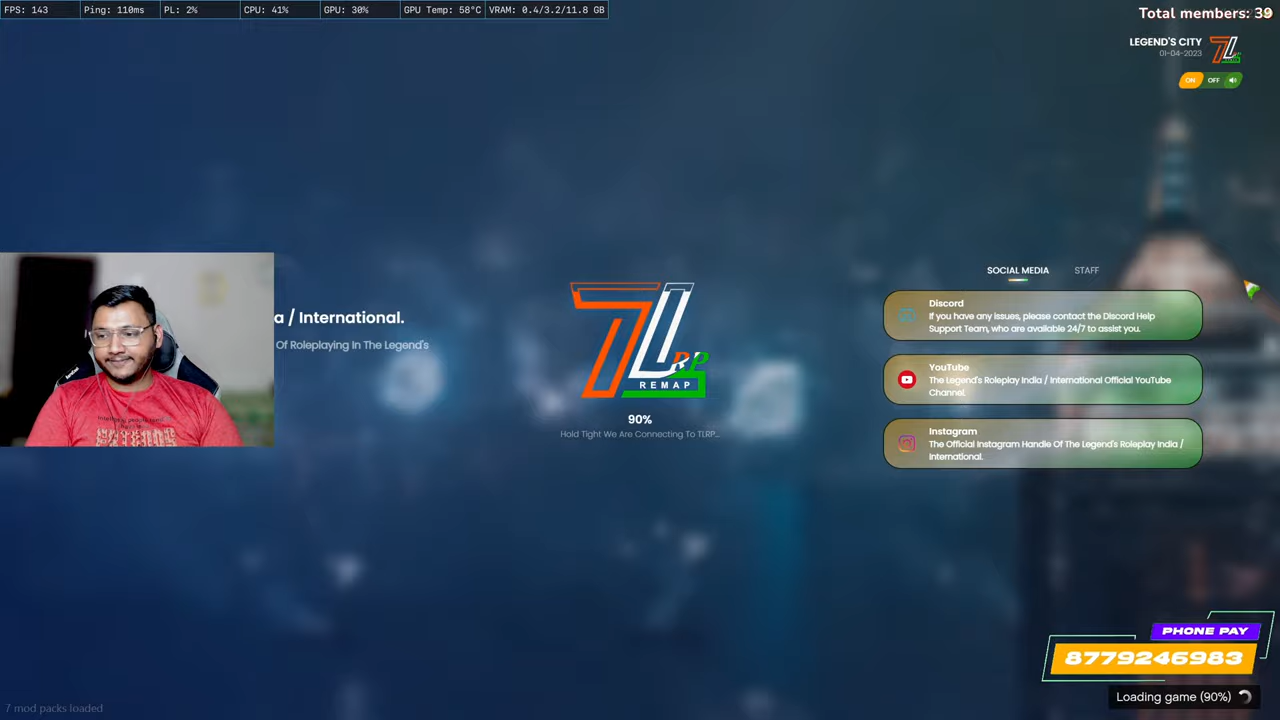 FPS: 143 Ping: 110ms PL: 2% CPU: 41% GPU: 30% GPU Temp: 58°C VRAM: 0.4/3.2/11.8 GB
Total members: 39
LEGEND'S CITY
01-04-2023
ON OFF
a / International.
Of Roleplaying In The Legend's
RP
REMAP
90%
Hold Tight We Are Connecting To TLRP...
SOCIAL MEDIA STAFF
Discord
If you have any issues, please contact the Discord Help
Support Team, who are available 24/7 to assist you.
YouTube
The Legend's Roleplay India / International Official YouTube
Channel.
Instagram
The Official Instagram Handle Of The Legend's Roleplay India /
International.
PHONE PAY
8779246983
Loading game (90%)
7 mod packs loaded